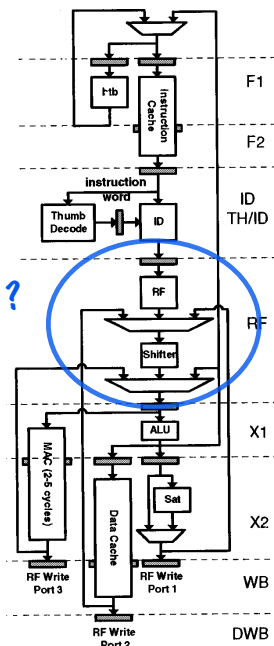 F1
Itb
Instruction
Cache
F2
instruction
word
ID
TH/ID
Thumb
Decode
ID
?
RF
RF
Shifter
ALU
X1
MAC (2-5 cycles)
Data Cache
Sat
X2
RF Write
Port 3
RF Write
Port 1
WB
RF Write
Port 2
DWB